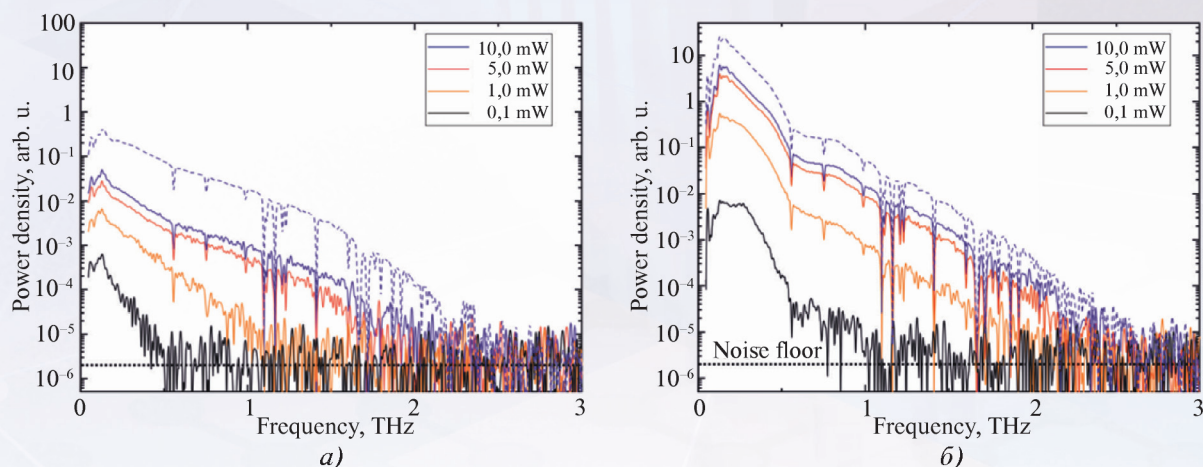 100
10
1
10⁻¹
10⁻²
10⁻³
10⁻⁴
10⁻⁵
10⁻⁶
Power density, arb. u.
10,0 mW
5,0 mW
1,0 mW
0,1 mW
0
1
2
3
Frequency, THz
а)
10
1
10⁻¹
10⁻²
10⁻³
10⁻⁴
10⁻⁵
10⁻⁶
Power density, arb. u.
10,0 mW
5,0 mW
1,0 mW
0,1 mW
Noise floor
0
1
2
3
Frequency, THz
б)